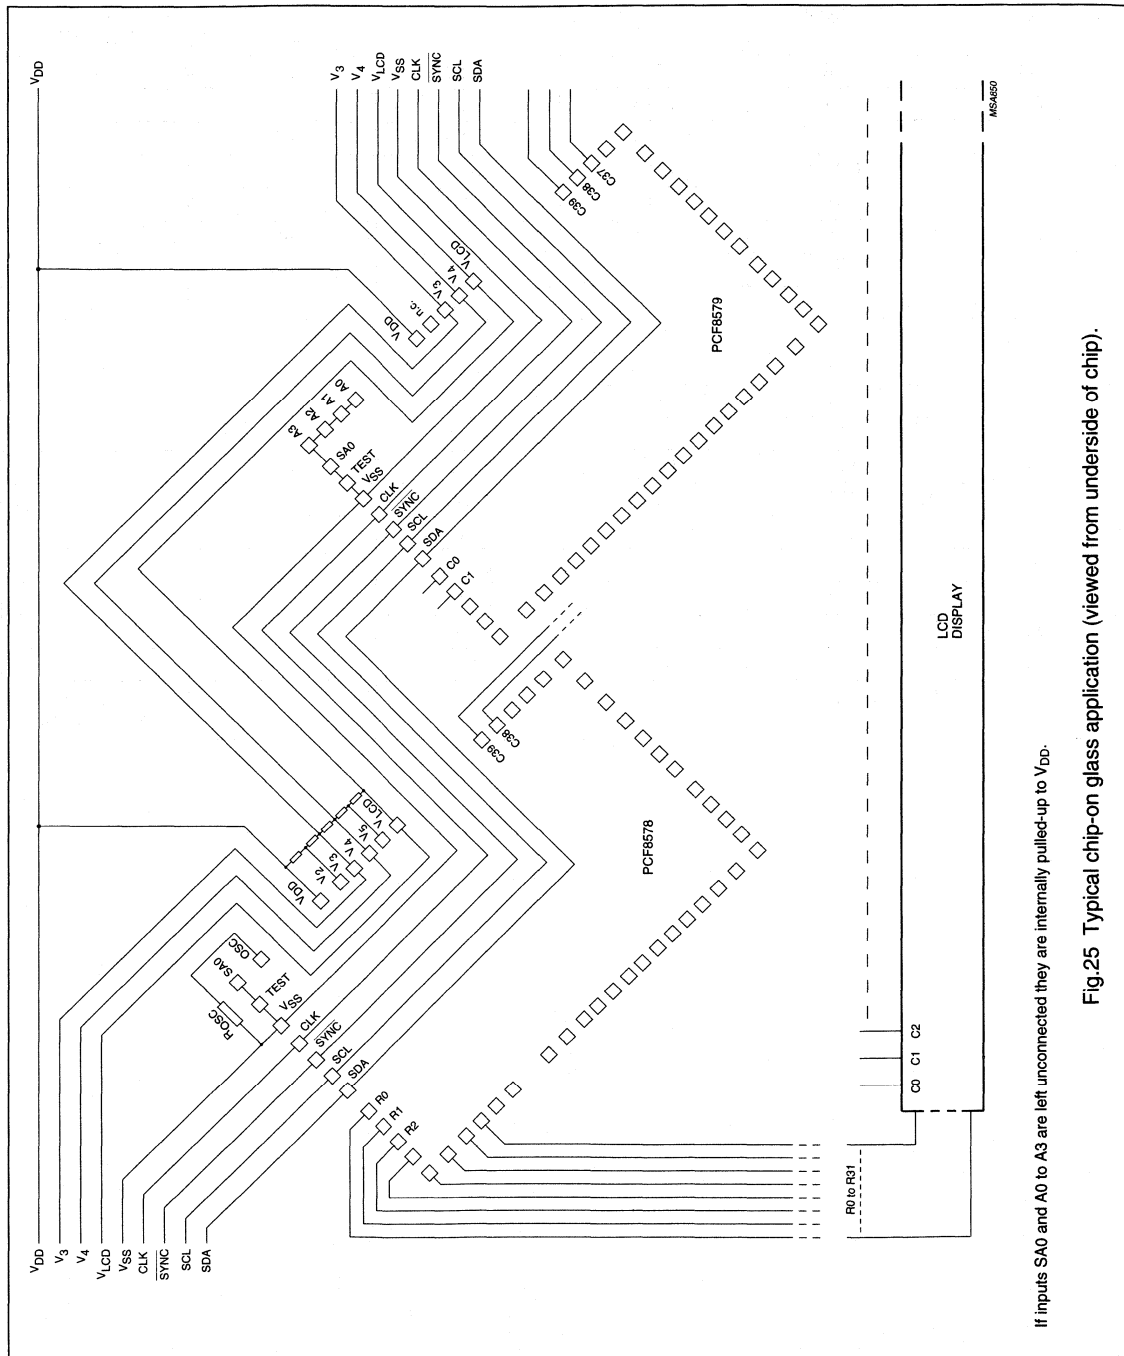 VDD
VDD
V3
V4
VLCD
VSS
CLK
SYNC
SCL
SDA
V3
V4
VLCD
VSS
CLK
SYNC
SCL
SDA
ROSC
SA0
OSC
TEST
VSS
CLK
SYNC
SCL
SDA
R0
R1
R2
VDD
V2
V3
V4
V5
VLCD
C39
C38
A3
A2
A1
A0
SA0
TEST
VSS
CLK
SYNC
SCL
SDA
C0
C1
VDD
n.c.
V3
V4
VLCD
C39
C38
C37
PCF8578
PCF8579
R0 to R31
C0
C1
C2
LCD
DISPLAY
MSA850
If inputs SA0 and A0 to A3 are left unconnected they are internally pulled-up to VDD.
Fig.25 Typical chip-on glass application (viewed from underside of chip).